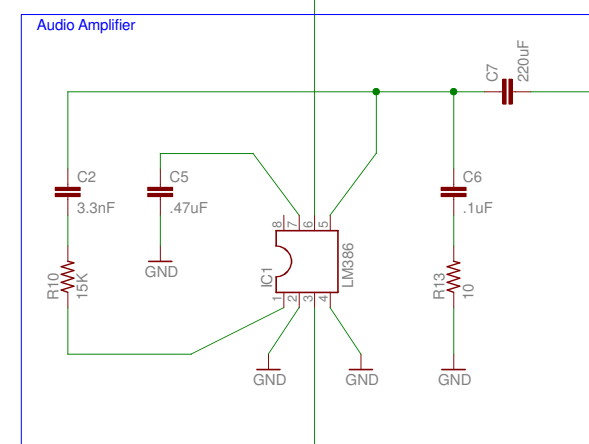 Audio Amplifier
C7
220uF
C2
3.3nF
C5
.47uF
C6
.1uF
GND
8
7
6
5
IC1
LM386
1
2
3
4
R10
15K
R13
10
GND
GND
GND